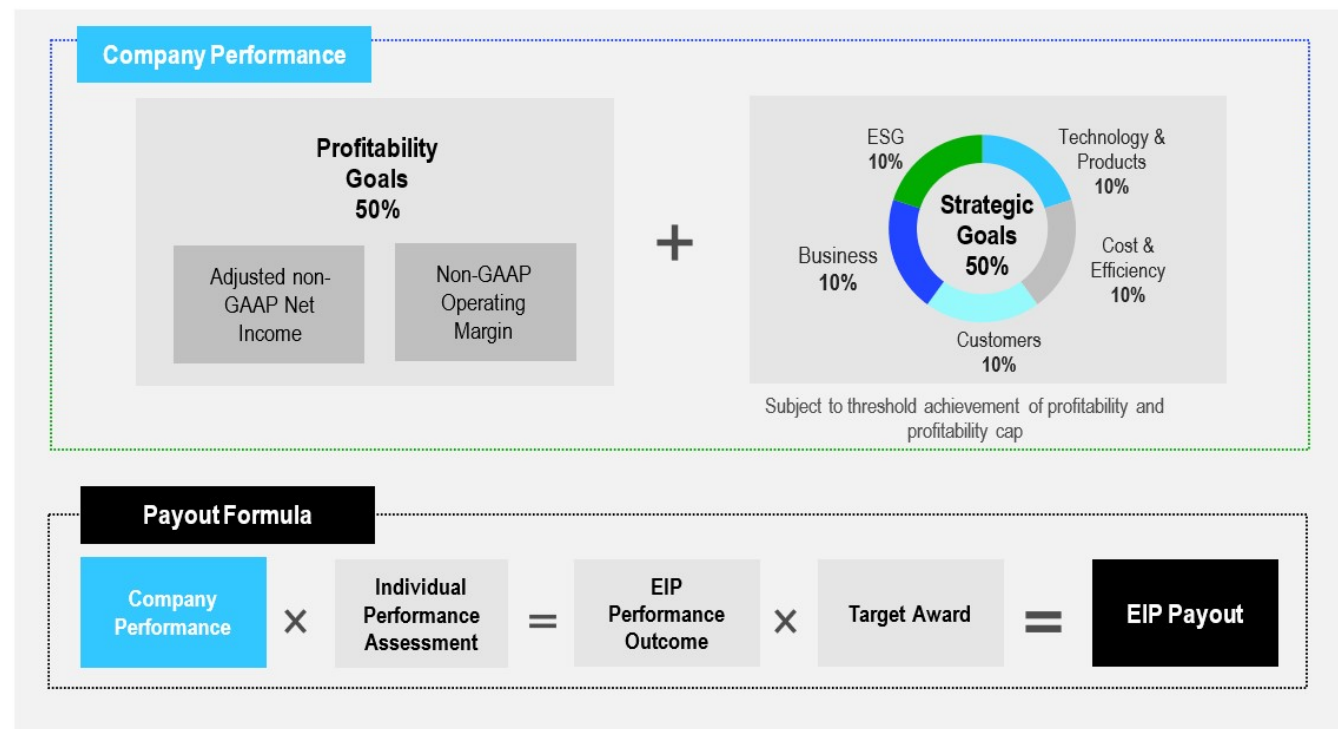 Company Performance
Profitability
Goals
50%
Adjusted non-
GAAP Net
Income
Non-GAAP
Operating
Margin
+
ESG
10%
Technology &
Products
10%
Strategic
Goals
50%
Business
10%
Cost &
Efficiency
10%
Customers
10%
Subject to threshold achievement of profitability and
profitability cap
Payout Formula
Company
Performance
×
Individual
Performance
Assessment
=
EIP
Performance
Outcome
×
Target Award
=
EIP Payout